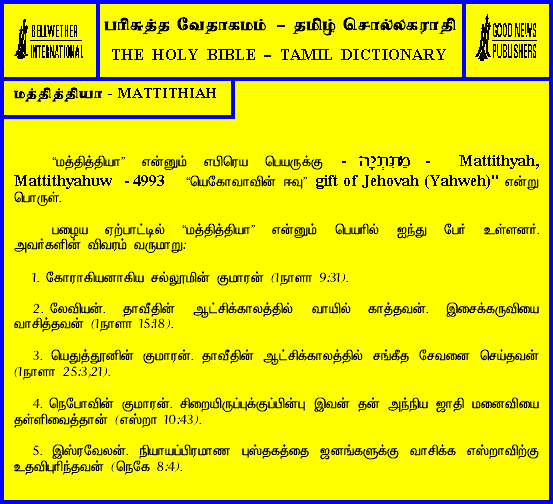 BELLWETHER
INTERNATIONAL
பரிசுத்த வேதாகமம் – தமிழ் சொல்லகராதி
THE HOLY BIBLE – TAMIL DICTIONARY
GOOD NEWS
PUBLISHERS
மத்தித்தியா - MATTITHIAH
“மத்தித்தியா” என்னும் எபிரெய பெயருக்கு - מַתִּתְיָה - Mattithyah,
Mattithyahuw - 4993 “யெகோவாவின் ஈவு” gift of Jehovah (Yahweh)" என்று
பொருள்.
பழைய ஏற்பாட்டில் “மத்தித்தியா” என்னும் பெயரில் ஐந்து பேர் உள்ளனர்.
அவர்களின் விவரம் வருமாறு:
1. கோராகியனாகிய சல்லூமின் குமாரன் (1நாளா 9:31).
2. லேவியன். தாவீதின் ஆட்சிக்காலத்தில் வாயில் காத்தவன். இசைக்கருவியை
வாசித்தவன் (1நாளா 15:18).
3. யெதுத்தூனின் குமாரன். தாவீதின் ஆட்சிக்காலத்தில் சங்கீத சேவனை செய்தவன்
(1நாளா 25:3,21).
4. நெபோவின் குமாரன். சிறையிருப்புக்குப்பின்பு இவன் தன் அந்நிய ஜாதி மனைவியை
தள்ளிவைத்தான் (எஸ்றா 10:43).
5. இஸ்ரவேலன். நியாயப்பிரமாண புஸ்தகத்தை ஜனங்களுக்கு வாசிக்க எஸ்றாவிற்கு
உதவிபுரிந்தவன் (நெகே 8:4).